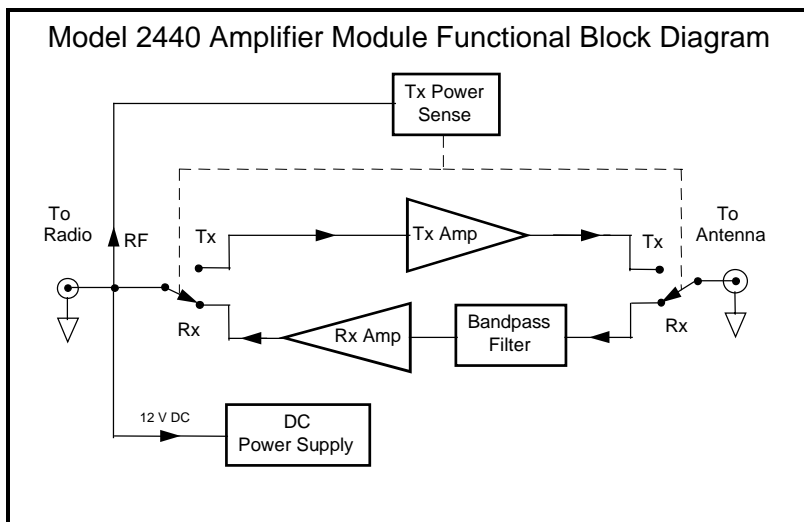 Model 2440 Amplifier Module Functional Block Diagram
Tx Power
Sense
To
Radio
RF
Tx
Tx Amp
Tx
To
Antenna
Rx
Rx Amp
Bandpass
Filter
Rx
12 V DC
DC
Power Supply